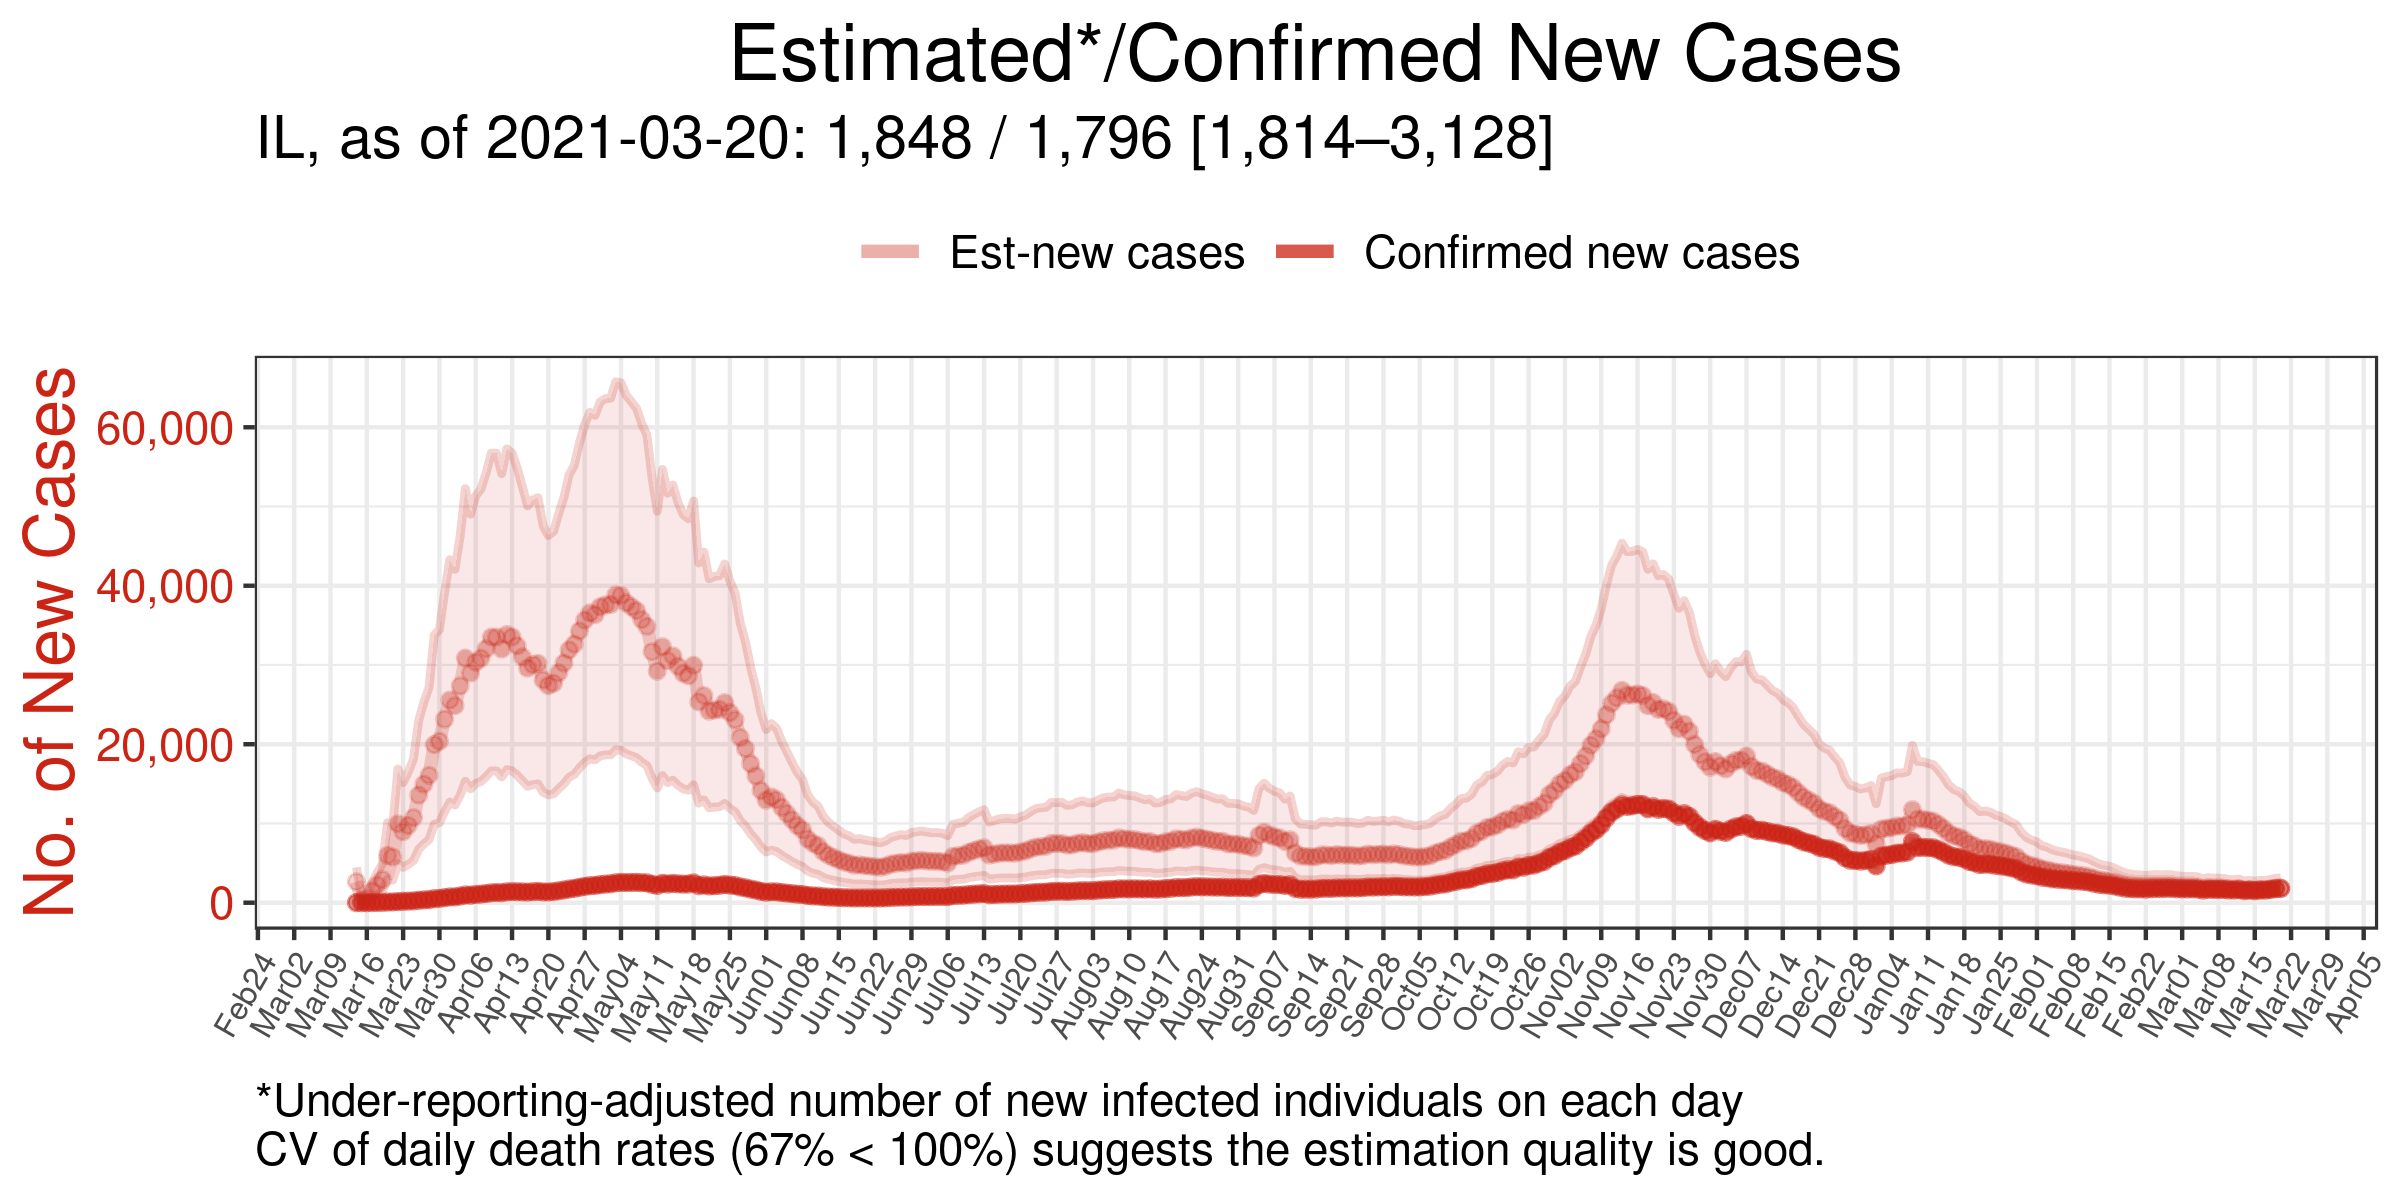 Estimated*/Confirmed New Cases
IL, as of 2021-03-20: 1,848 / 1,796 [1,814–3,128]
Est-new cases Confirmed new cases
No. of New Cases
60,000
40,000
20,000
0
Feb24 Mar02 Mar09 Mar16 Mar23 Mar30 Apr06 Apr13 Apr20 Apr27 May04 May11 May18 May25 Jun01 Jun08 Jun15 Jun22 Jun29 Jul06 Jul13 Jul20 Jul27 Aug03 Aug10 Aug17 Aug24 Aug31 Sep07 Sep14 Sep21 Sep28 Oct05 Oct12 Oct19 Oct26 Nov02 Nov09 Nov16 Nov23 Nov30 Dec07 Dec14 Dec21 Dec28 Jan04 Jan11 Jan18 Jan25 Feb01 Feb08 Feb15 Feb22 Mar01 Mar08 Mar15 Mar22 Mar29 Apr05
*Under-reporting-adjusted number of new infected individuals on each day
CV of daily death rates (67% < 100%) suggests the estimation quality is good.